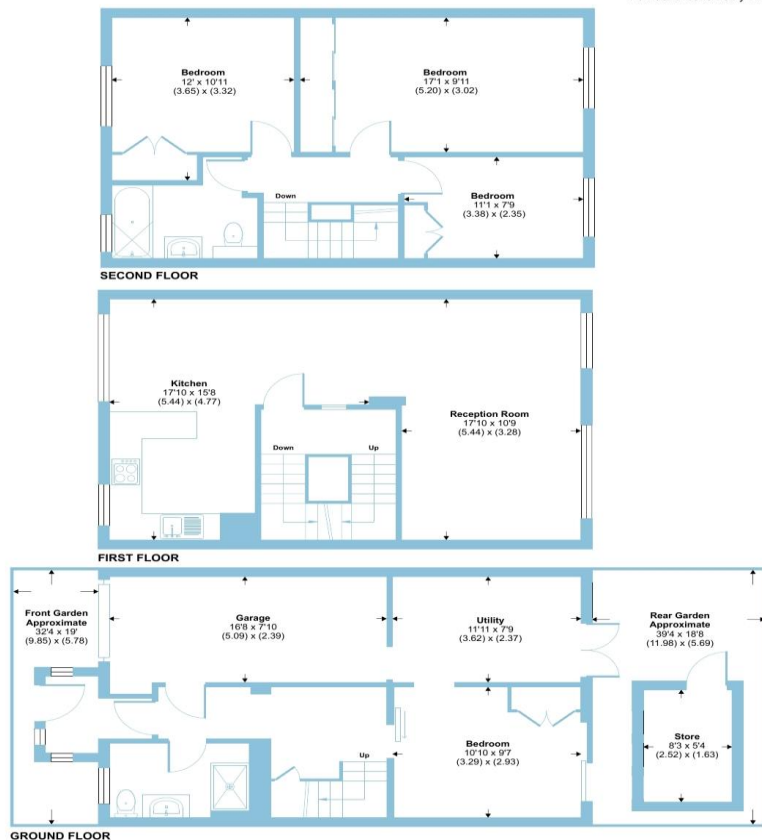 Bedroom
12' x 10'11
(3.65) x (3.32)
Bedroom
17'1 x 9'11
(5.20) x (3.02)
Bedroom
11'1 x 7'9
(3.38) x (2.35)
Down
SECOND FLOOR
Kitchen
17'10 x 15'8
(5.44) x (4.77)
Reception Room
17'10 x 10'9
(5.44) x (3.28)
Down
Up
FIRST FLOOR
Front Garden
Approximate
32'4 x 19'
(9.85) x (5.78)
Garage
16'8 x 7'10
(5.09) x (2.39)
Utility
11'11 x 7'9
(3.62) x (2.37)
Rear Garden
Approximate
39'4 x 18'8
(11.98) x (5.69)
Up
Bedroom
10'10 x 9'7
(3.29) x (2.93)
Store
8'3 x 5'4
(2.52) x (1.63)
GROUND FLOOR